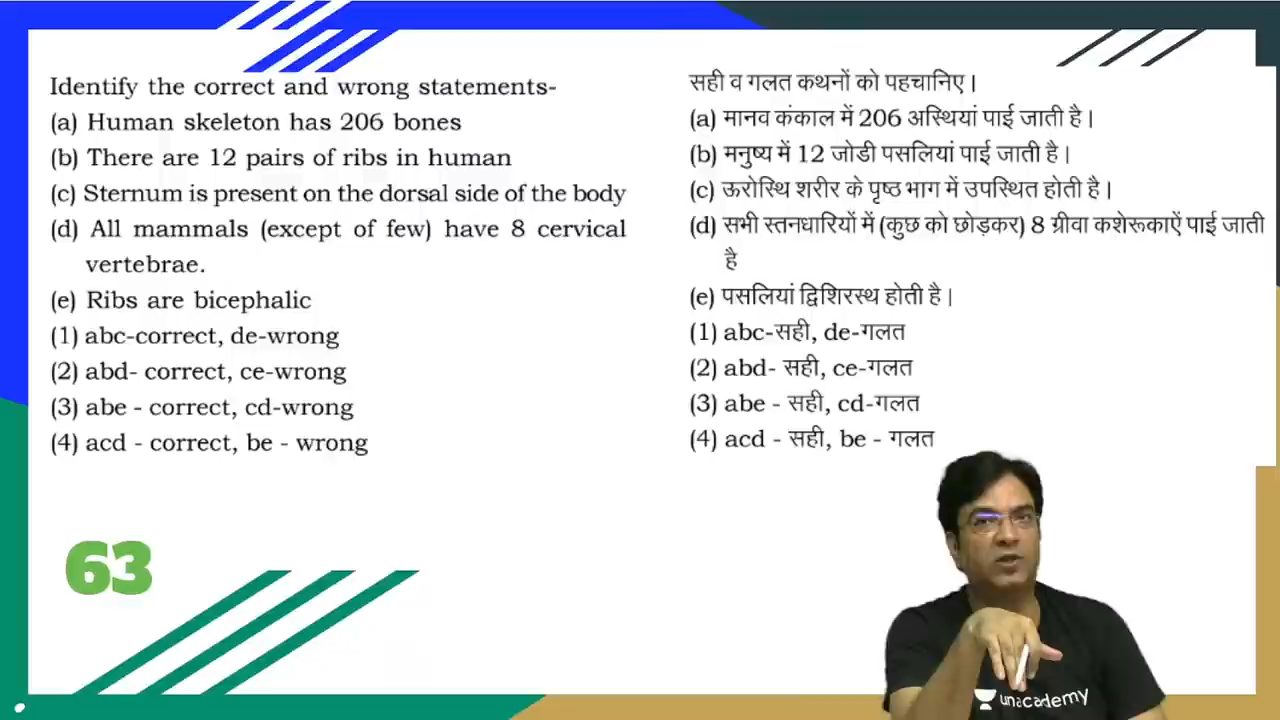 Identify the correct and wrong statements-
(a) Human skeleton has 206 bones
(b) There are 12 pairs of ribs in human
(c) Sternum is present on the dorsal side of the body
(d) All mammals (except of few) have 8 cervical
vertebrae.
(e) Ribs are bicephalic
(1) abc-correct, de-wrong
(2) abd- correct, ce-wrong
(3) abe - correct, cd-wrong
(4) acd - correct, be - wrong
सही व गलत कथनों को पहचानिए।
(a) मानव कंकाल में 206 अस्थियां पाई जाती है।
(b) मनुष्य में 12 जोडी पसलियां पाई जाती है।
(c) ऊरोस्थि शरीर के पृष्ठ भाग में उपस्थित होती है।
(d) सभी स्तनधारियों में (कुछ को छोड़कर) 8 ग्रीवा कशेरूकाऐं पाई जाती
है
(e) पसलियां द्विशिरस्थ होती है।
(1) abc-सही, de-गलत
(2) abd- सही, ce-गलत
(3) abe - सही, cd-गलत
(4) acd - सही, be - गलत
63
unacademy